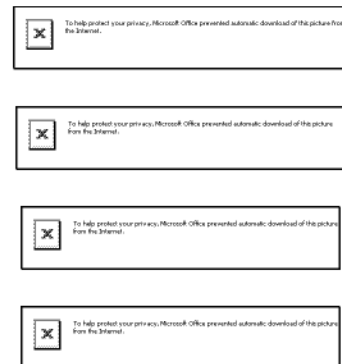 To help protect your privacy, Microsoft Office prevented automatic download of this picture from
the Internet.
To help protect your privacy, Microsoft Office prevented automatic download of this picture
from the Internet.
To help protect your privacy, Microsoft Office prevented automatic download of this picture
from the Internet.
To help protect your privacy, Microsoft Office prevented automatic download of this picture
from the Internet.